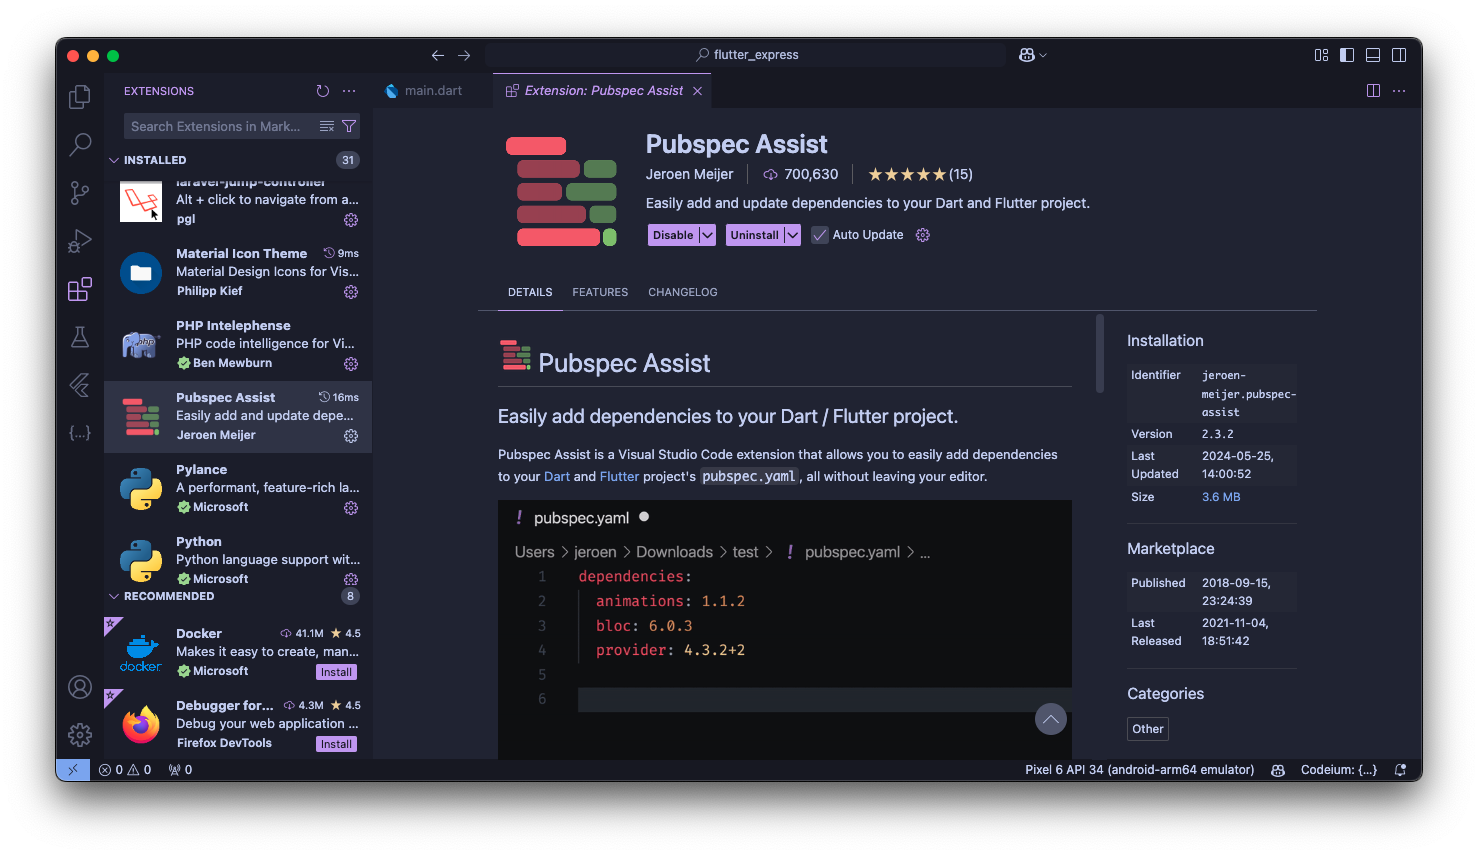 flutter_express
EXTENSIONS
Search Extensions in Mark...
INSTALLED
31
laravel-jump-controller
Alt + click to navigate from a...
pgl
Material Icon Theme
9ms
Material Design Icons for Vis...
Philipp Kief
PHP Intelephense
PHP code intelligence for Vi...
Ben Mewburn
Pubspec Assist
16ms
Easily add and update depe...
Jeroen Meijer
Pylance
A performant, feature-rich la...
Microsoft
Python
Python language support wit...
Microsoft
RECOMMENDED
8
Docker
41.1M
4.5
Makes it easy to create, man...
Microsoft
Install
docker
Debugger for...
4.3M
4.5
Debug your web application ...
Firefox DevTools
Install
main.dart
Extension: Pubspec Assist
Pubspec Assist
Jeroen Meijer
700,630
(15)
Easily add and update dependencies to your Dart and Flutter project.
Disable
Uninstall
Auto Update
DETAILS
FEATURES
CHANGELOG
Pubspec Assist
Easily add dependencies to your Dart / Flutter project.
Pubspec Assist is a Visual Studio Code extension that allows you to easily add dependencies
to your Dart and Flutter project's pubspec.yaml, all without leaving your editor.
! pubspec.yaml
Users > jeroen > Downloads > test > ! pubspec.yaml > ...
1 dependencies:
2 animations: 1.1.2
3 bloc: 6.0.3
4 provider: 4.3.2+2
5
6
Installation
Identifier
jeroen-
meijer.pubspec-
assist
Version
2.3.2
Last
Updated
2024-05-25,
14:00:52
Size
3.6 MB
Marketplace
Published
2018-09-15,
23:24:39
Last
Released
2021-11-04,
18:51:42
Categories
Other
0
0
0
Pixel 6 API 34 (android-arm64 emulator)
Codeium: {...}